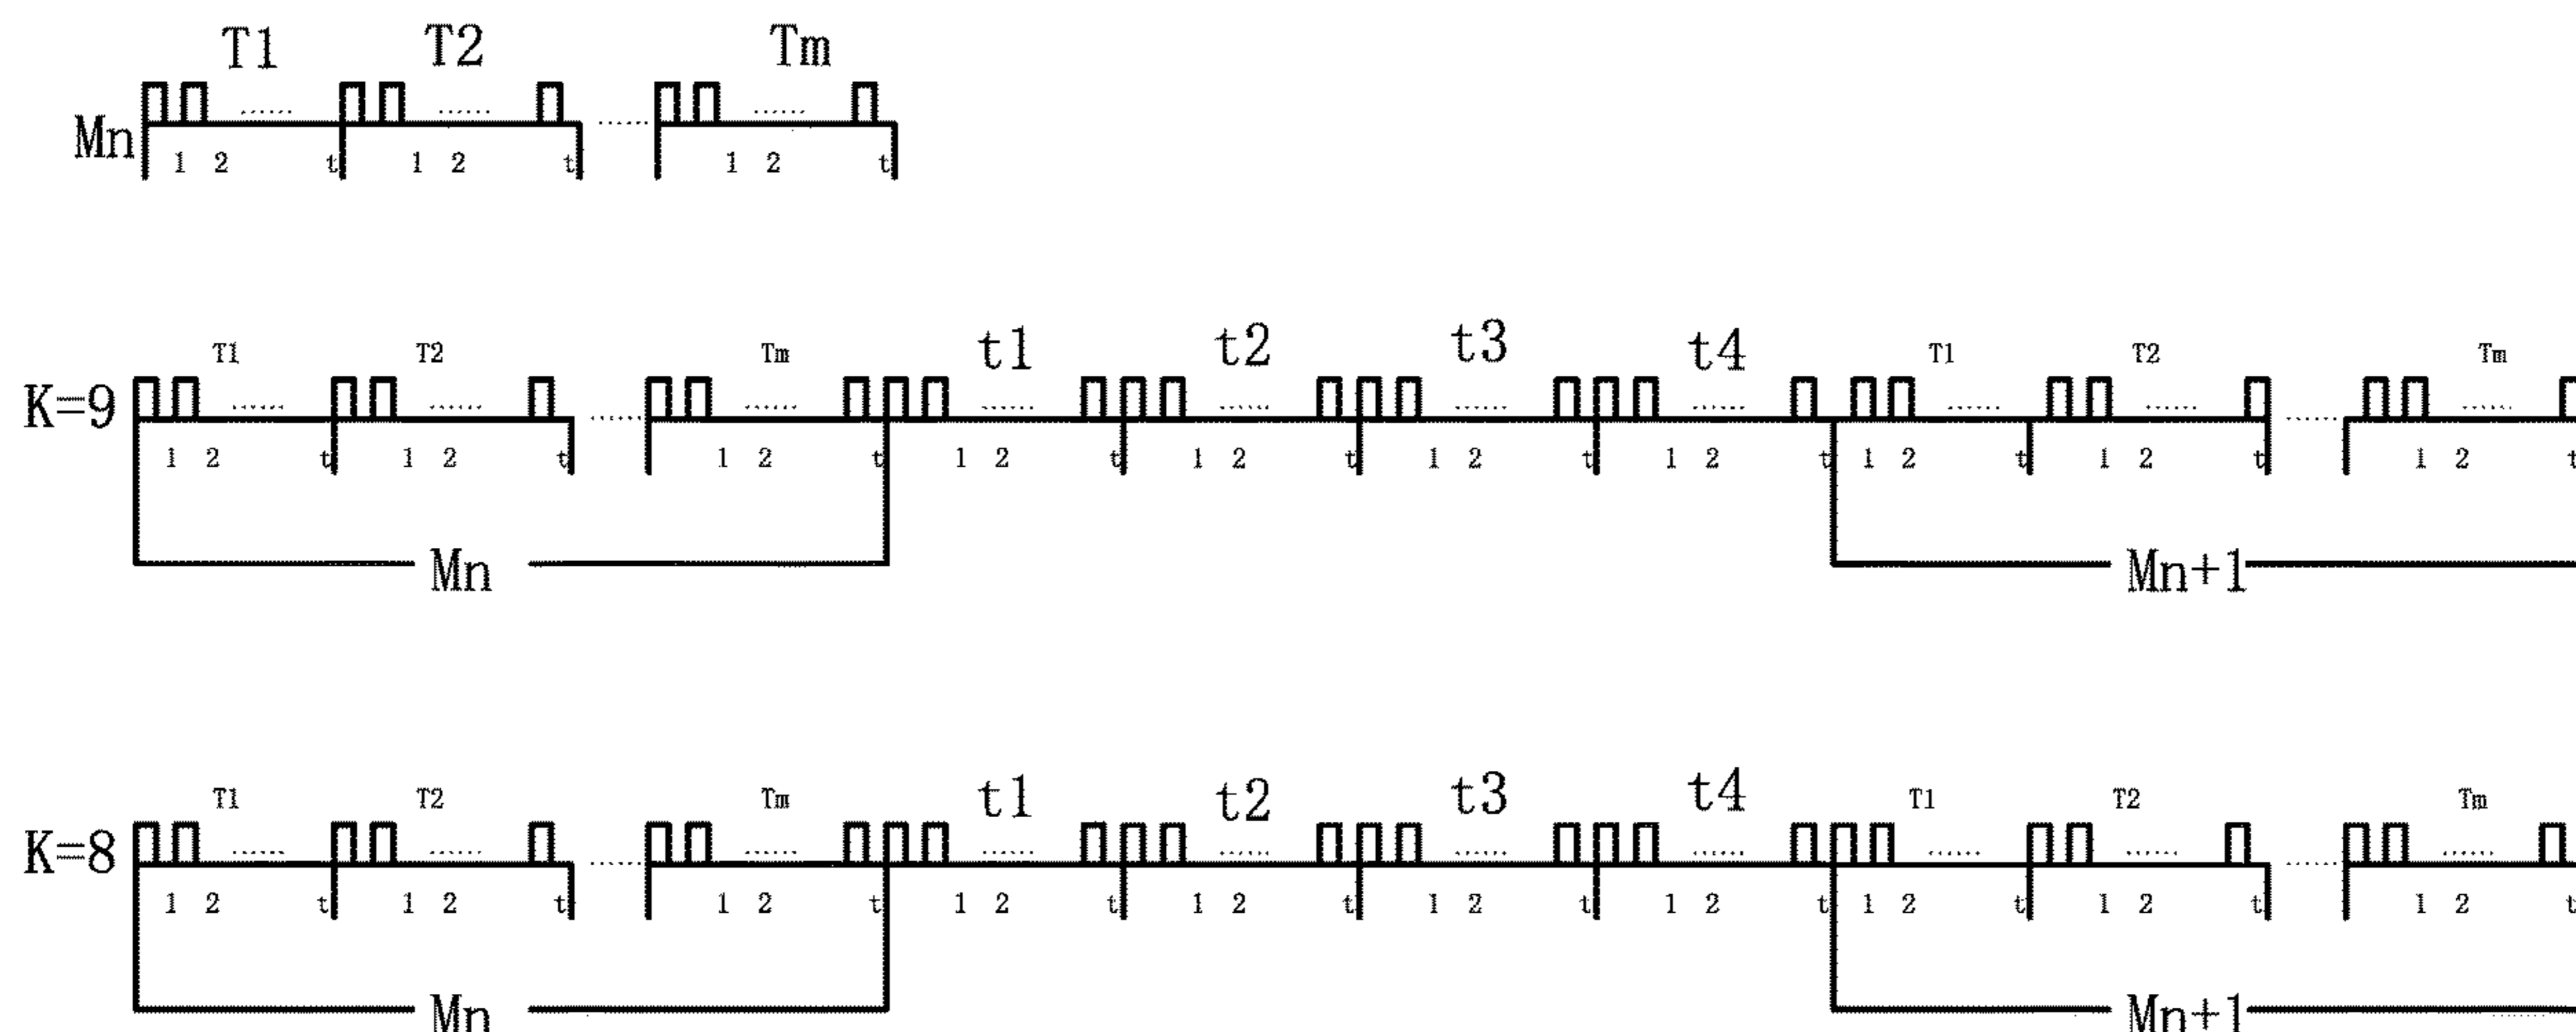 T1 T2 Tm
Mn
1 2 t 1 2 t 1 2 t
T1 T2 Tm t1 t2 t3 t4 T1 T2 Tm
K=9
1 2 t 1 2 t 1 2 t 1 2 t 1 2 t 1 2 t 1 2 t 1 2 t 1 2 t 1 2 t
Mn Mn+1
T1 T2 Tm t1 t2 t3 t4 T1 T2 Tm
K=8
1 2 t 1 2 t 1 2 t 1 2 t 1 2 t 1 2 t 1 2 t 1 2 t 1 2 t 1 2 t
Mn Mn+1